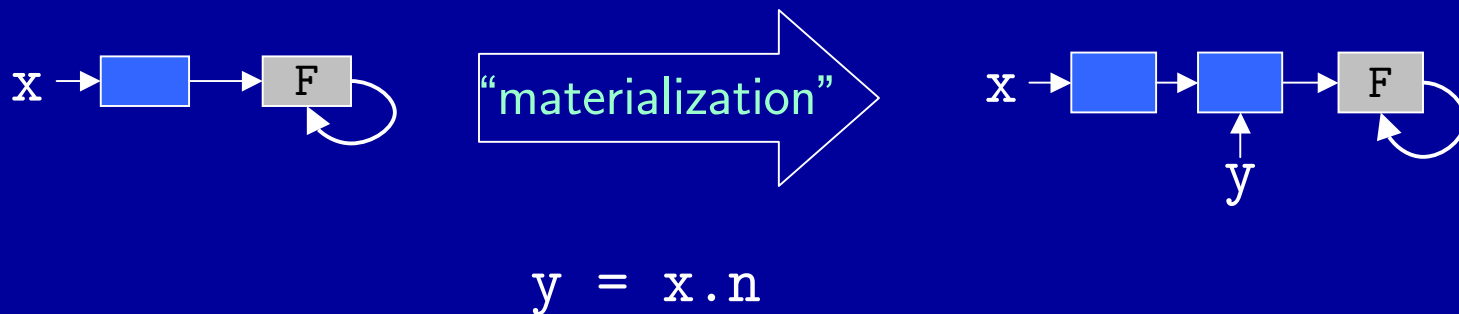 x F “materialization” x F
y
y = x.n